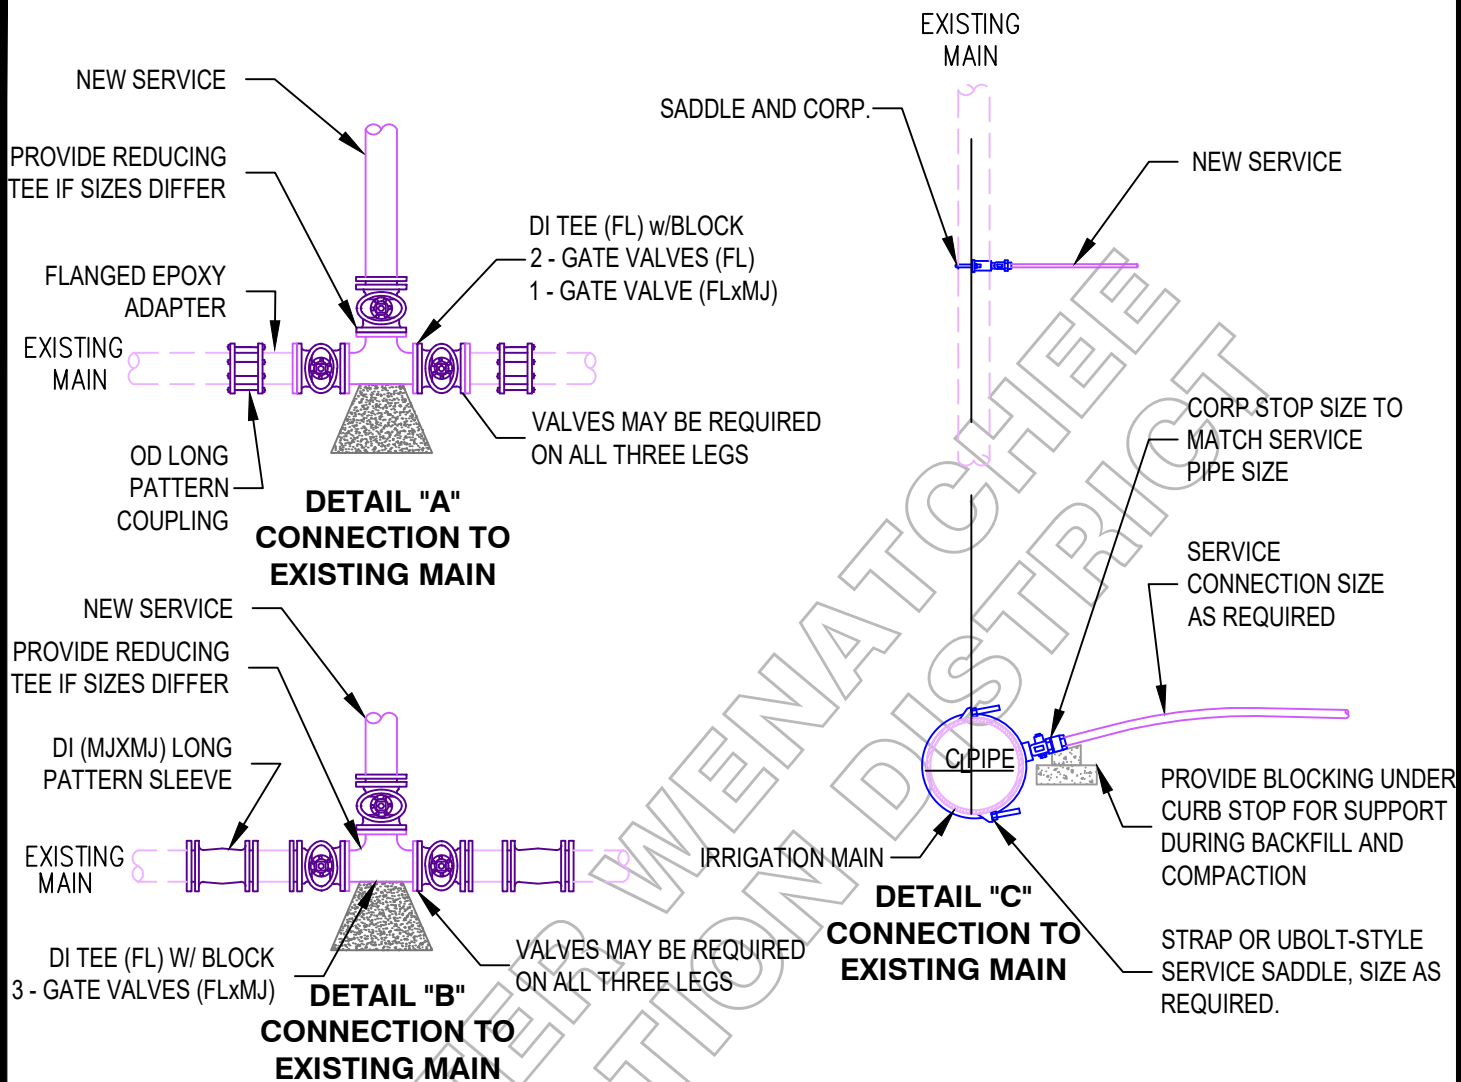 NEW SERVICE
PROVIDE REDUCING
TEE IF SIZES DIFFER
FLANGED EPOXY
ADAPTER
EXISTING
MAIN
OD LONG
PATTERN
COUPLING
DI TEE (FL) w/BLOCK
2 - GATE VALVES (FL)
1 - GATE VALVE (FLxMJ)
VALVES MAY BE REQUIRED
ON ALL THREE LEGS
DETAIL "A"
CONNECTION TO
EXISTING MAIN
NEW SERVICE
PROVIDE REDUCING
TEE IF SIZES DIFFER
DI (MJXMJ) LONG
PATTERN SLEEVE
EXISTING
MAIN
DI TEE (FL) W/ BLOCK
3 - GATE VALVES (FLxMJ)
VALVES MAY BE REQUIRED
ON ALL THREE LEGS
DETAIL "B"
CONNECTION TO
EXISTING MAIN
EXISTING
MAIN
SADDLE AND CORP.
NEW SERVICE
CORP STOP SIZE TO
MATCH SERVICE
PIPE SIZE
SERVICE
CONNECTION SIZE
AS REQUIRED
CL PIPE
IRRIGATION MAIN
PROVIDE BLOCKING UNDER
CURB STOP FOR SUPPORT
DURING BACKFILL AND
COMPACTION
STRAP OR UBOLT-STYLE
SERVICE SADDLE, SIZE AS
REQUIRED.
DETAIL "C"
CONNECTION TO
EXISTING MAIN
ER WENATCHEE
TION DISTRICT